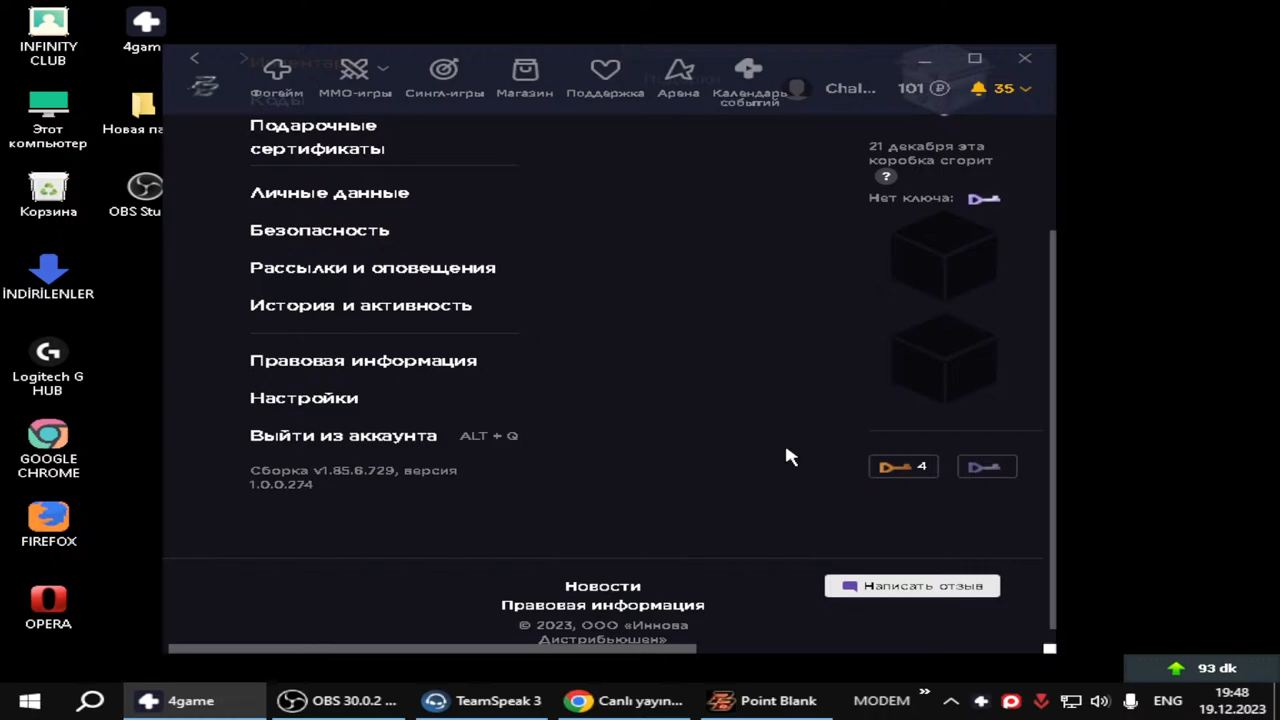 INFINITY
CLUB
4game
Этот
компьютер
Новая па
Корзина
OBS Stu
İNDİRİLENLER
Logitech G
HUB
GOOGLE
CHROME
FIREFOX
OPERA
Фогейм
ММО-игры
Сингл-игры
Магазин
Поддержка
Арена
Календарь
событий
Chal...
101 ₽
35
Коды
Подарочные
сертификаты
Личные данные
Безопасность
Рассылки и оповещения
История и активность
Правовая информация
Настройки
Выйти из аккаунта ALT + Q
Сборка v1.85.6.729, версия
1.0.0.274
21 декабря эта
коробка сгорит
?
Нет ключа:
4
Новости
Правовая информация
© 2023, ООО «Иннова
Дистрибьюшен»
Написать отзыв
93 dk
4game
OBS 30.0.2 ...
TeamSpeak 3
Canlı yayın...
Point Blank
MODEM
ENG
19:48
19.12.2023